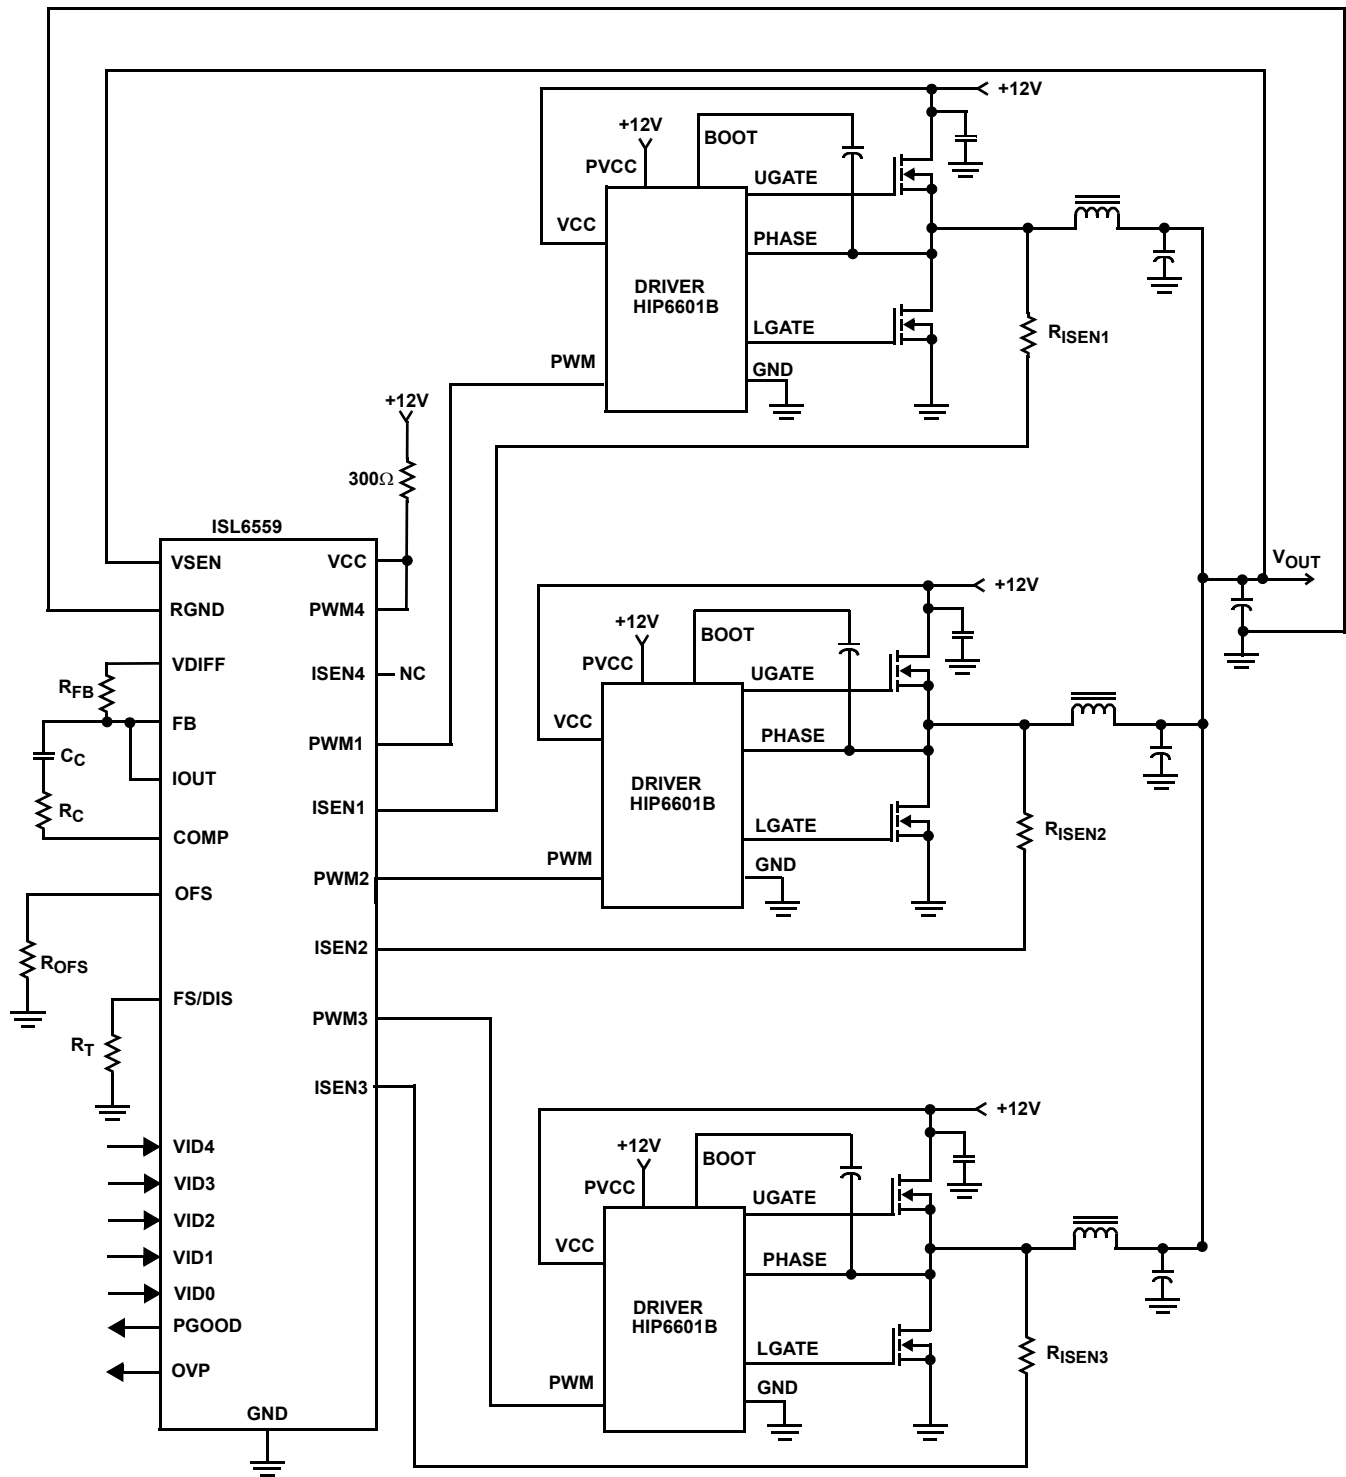 +12V
+12V
BOOT
PVCC
UGATE
VCC
PHASE
DRIVER
HIP6601B
LGATE
RISEN1
PWM
GND
+12V
300Ω
ISL6559
VSEN
VCC
RGND
PWM4
VDIFF
ISEN4
NC
RFB
FB
PWM1
CC
IOUT
ISEN1
RC
COMP
PWM2
OFS
ISEN2
ROFS
FS/DIS
PWM3
RT
ISEN3
VID4
VID3
VID2
VID1
VID0
PGOOD
OVP
GND
VOUT
+12V
+12V
BOOT
PVCC
UGATE
VCC
PHASE
DRIVER
HIP6601B
LGATE
RISEN2
PWM
GND
+12V
+12V
BOOT
PVCC
UGATE
VCC
PHASE
DRIVER
HIP6601B
LGATE
RISEN3
PWM
GND